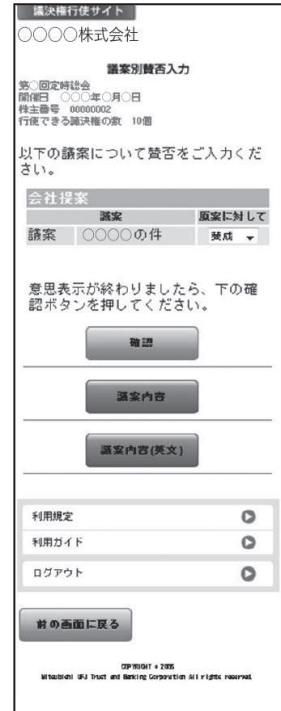 議決権行使サイト
○○○○株式会社
議案別賛否入力
第○回定時総会
開催日 ○○○年○月○日
株主番号 00000002
行使できる議決権の数 10個
以下の議案について賛否をご入力くだ
さい。
会社提案
議案 原案に対して
議案 ○○○○の件 賛成
意思表示が終わりましたら、下の確
認ボタンを押してください。
確認
議案内容
議案内容(英文)
利用規定
利用ガイド
ログアウト
前の画面に戻る
COPYRIGHT © 2005
Mitsubishi UFJ Trust and Banking Corporation All rights reserved.